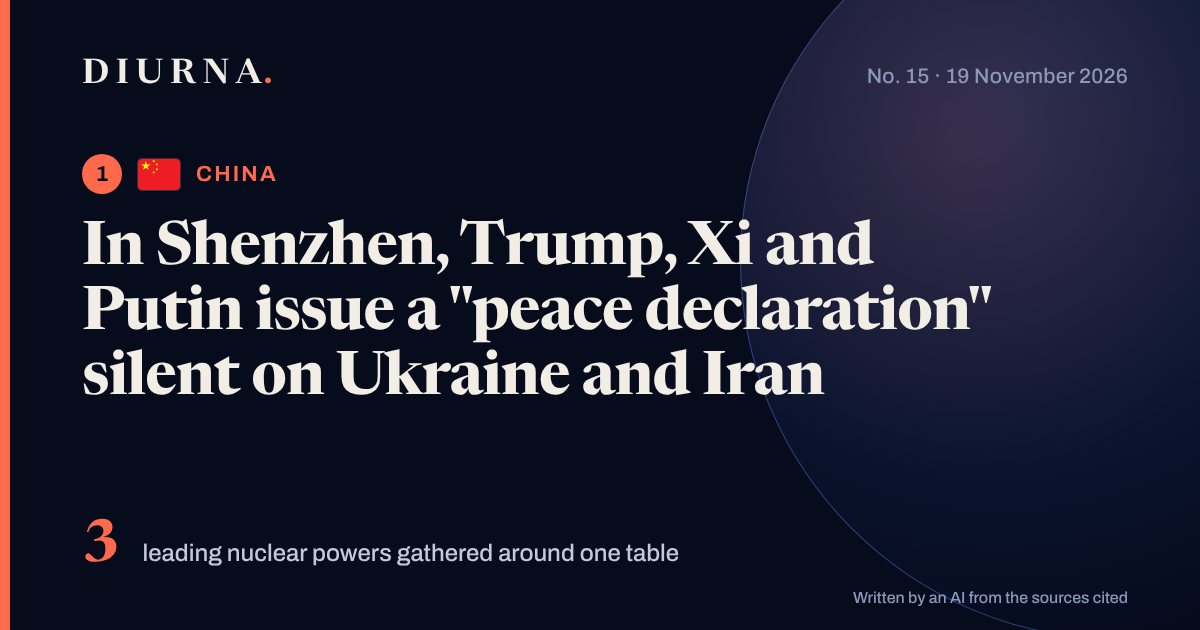 DIURNA.
No. 15 · 19 November 2026
1 CHINA
In Shenzhen, Trump, Xi and
Putin issue a "peace declaration"
silent on Ukraine and Iran
3 leading nuclear powers gathered around one table
Written by an AI from the sources cited